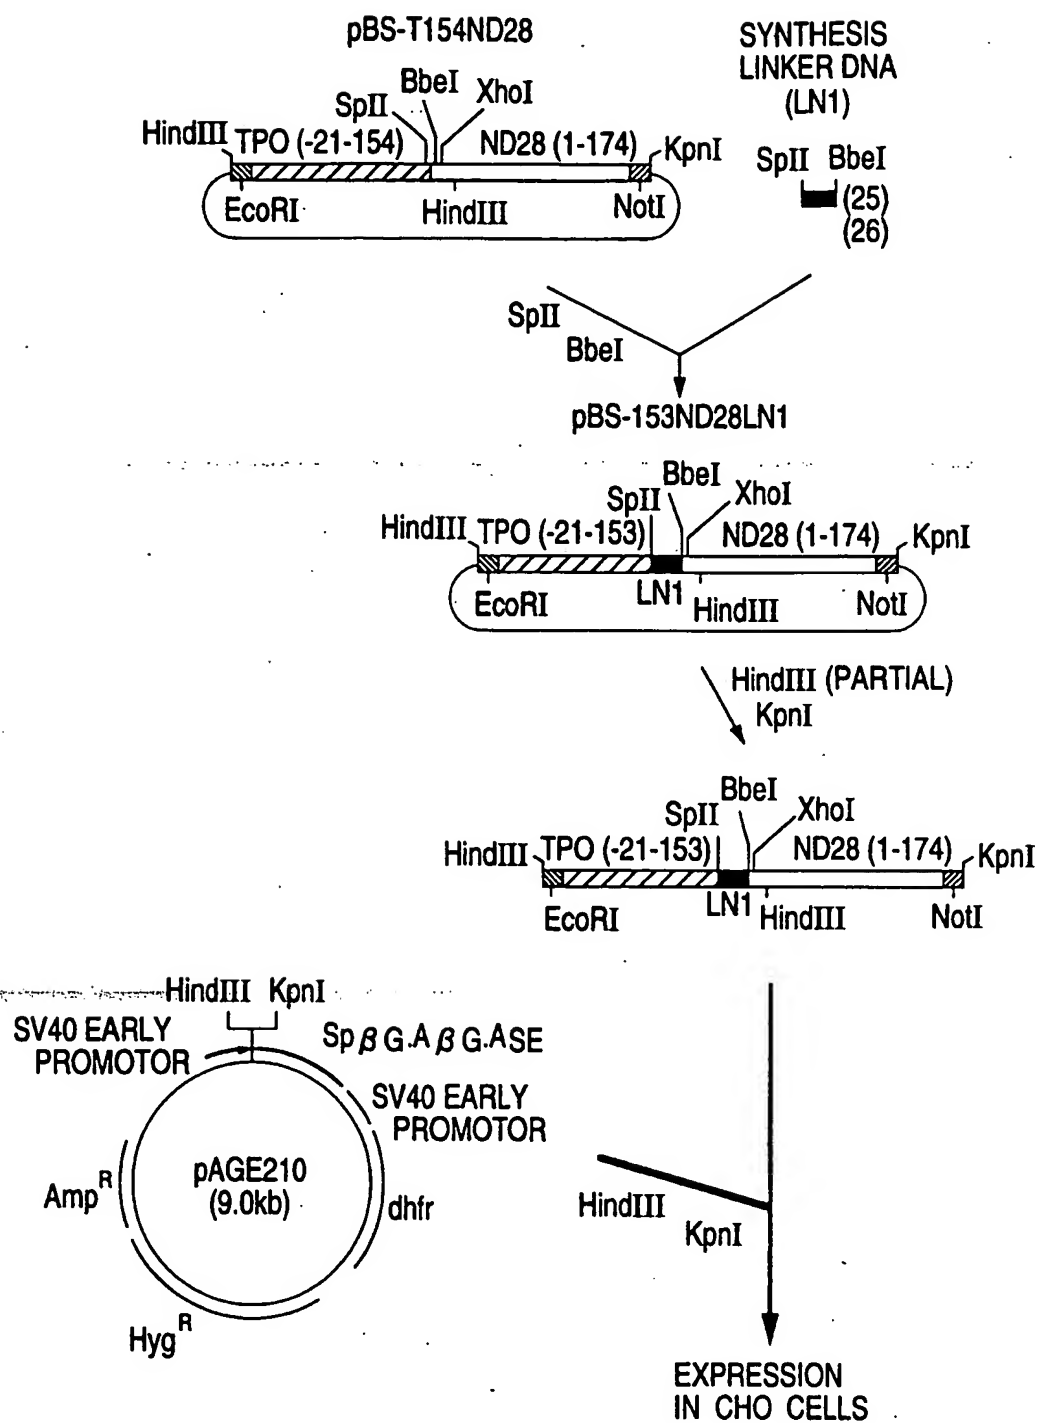 pBS-T154ND28
SYNTHESIS
LINKER DNA
(LN1)
BbeI
SpII
XhoI
HindIII TPO (-21-154)
ND28 (1-174)
KpnI
SpII BbeI
EcoRI
HindIII
NotI
(25)
(26)
SpII
BbeI
pBS-153ND28LN1
BbeI
SpII
XhoI
HindIII TPO (-21-153)
ND28 (1-174)
KpnI
EcoRI
LN1
HindIII
NotI
HindIII (PARTIAL)
KpnI
BbeI
SpII
XhoI
HindIII TPO (-21-153)
ND28 (1-174)
KpnI
EcoRI
LN1
HindIII
NotI
HindIII KpnI
SV40 EARLY
PROMOTOR
Sp β G.A β G.ASE
SV40 EARLY
PROMOTOR
pAGE210
(9.0kb)
AmpR
dhfr
HygR
HindIII
KpnI
EXPRESSION
IN CHO CELLS